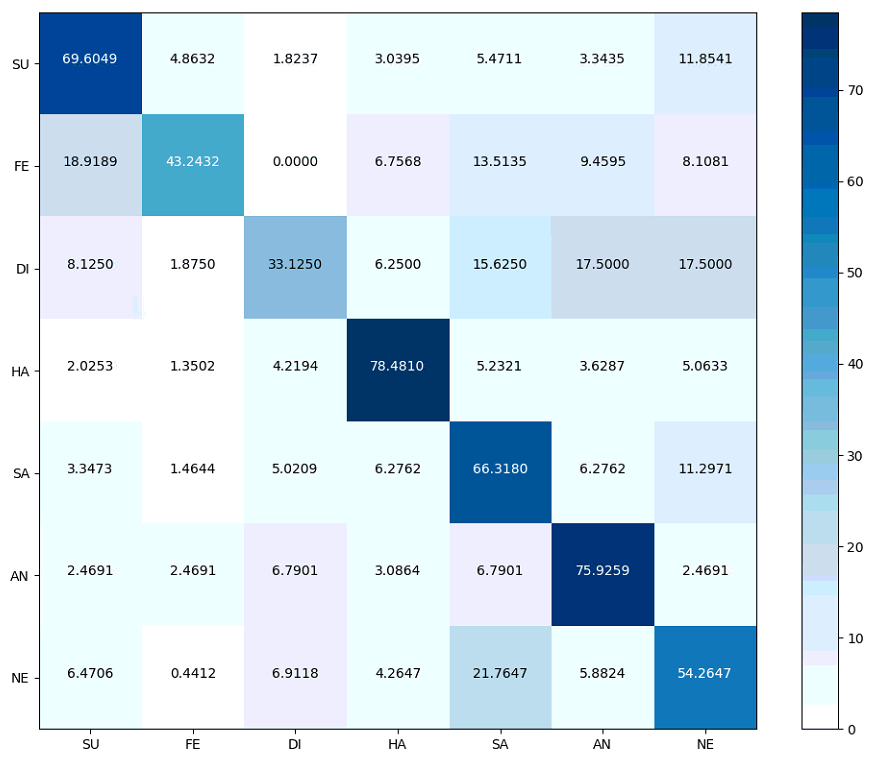 SU 69.6049 4.8632 1.8237 3.0395 5.4711 3.3435 11.8541
FE 18.9189 43.2432 0.0000 6.7568 13.5135 9.4595 8.1081
DI 8.1250 1.8750 33.1250 6.2500 15.6250 17.5000 17.5000
HA 2.0253 1.3502 4.2194 78.4810 5.2321 3.6287 5.0633
SA 3.3473 1.4644 5.0209 6.2762 66.3180 6.2762 11.2971
AN 2.4691 2.4691 6.7901 3.0864 6.7901 75.9259 2.4691
NE 6.4706 0.4412 6.9118 4.2647 21.7647 5.8824 54.2647
SU FE DI HA SA AN NE
70
60
50
40
30
20
10
0